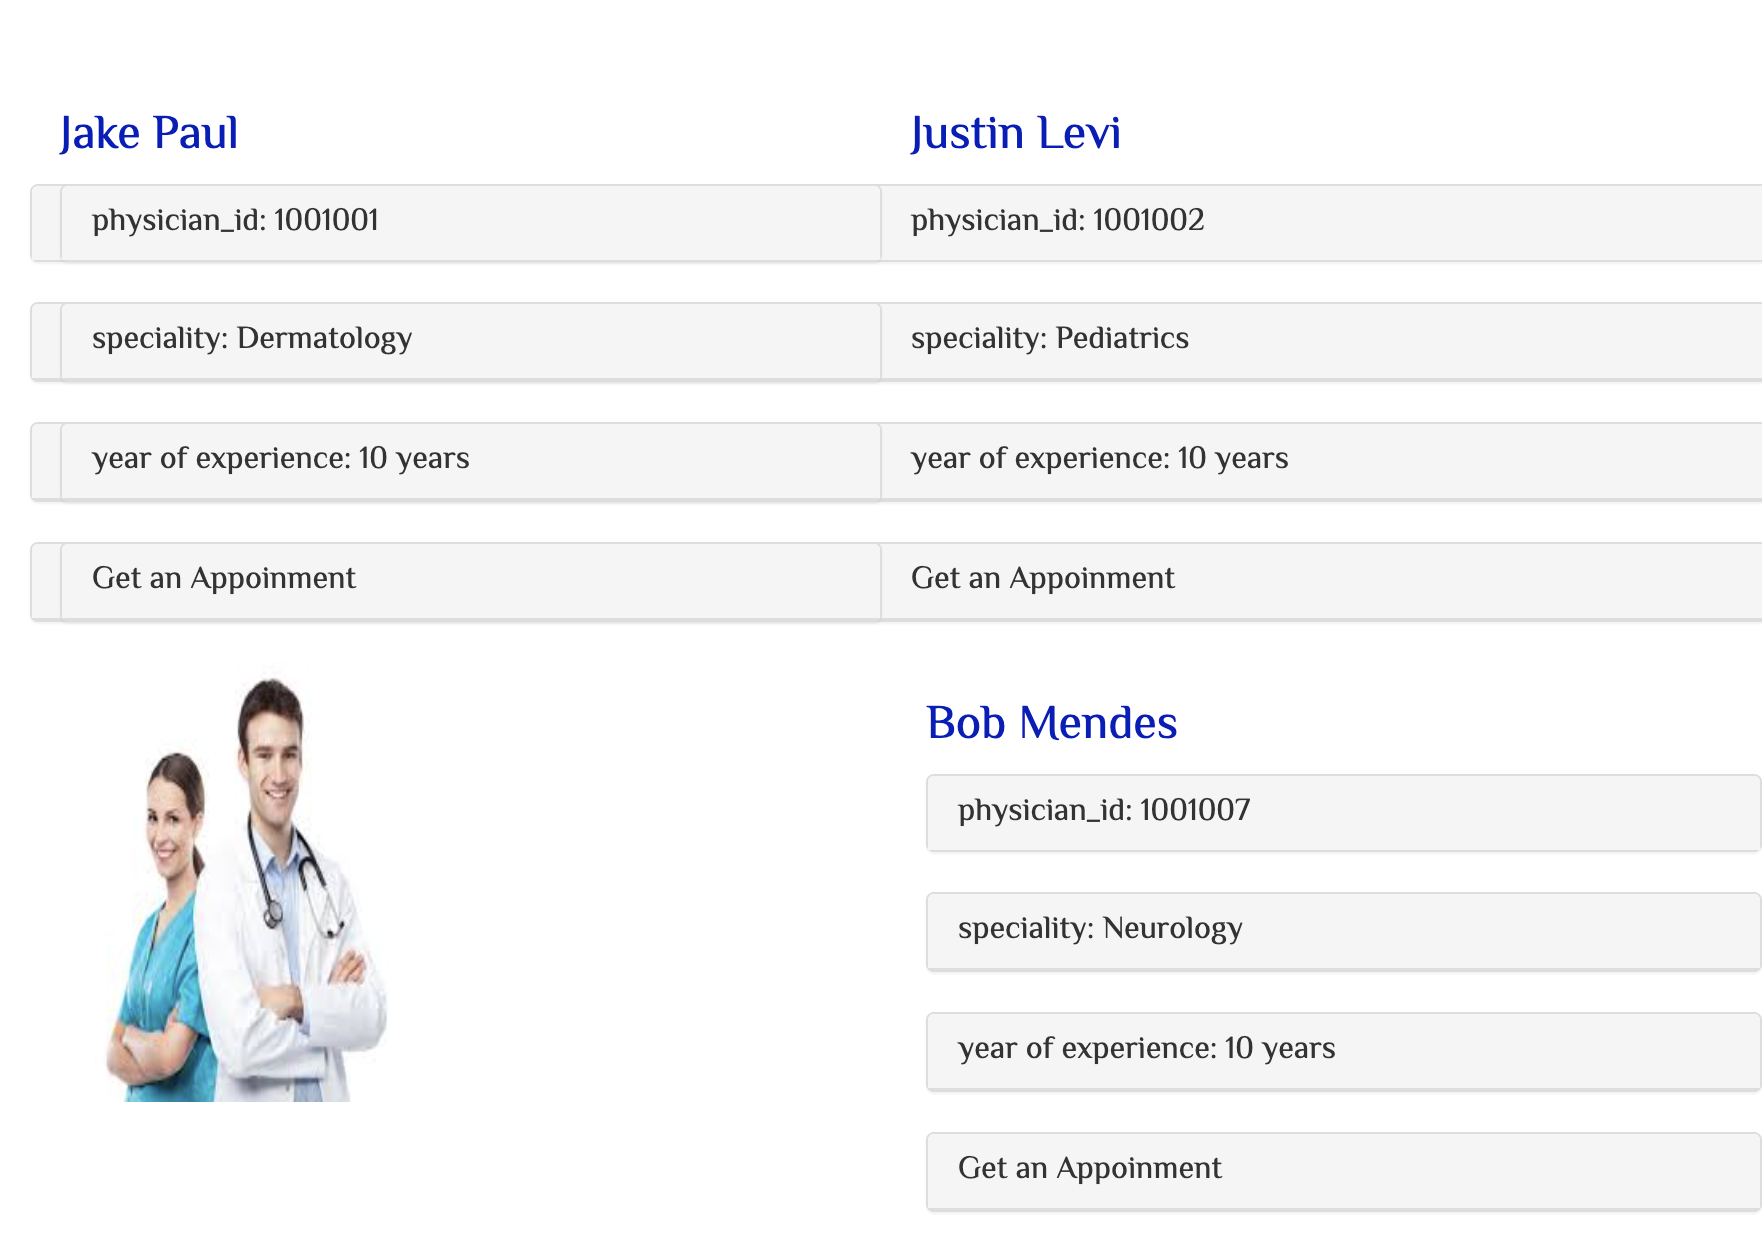 Jake Paul
physician_id: 1001001
speciality: Dermatology
year of experience: 10 years
Get an Appoinment
Justin Levi
physician_id: 1001002
speciality: Pediatrics
year of experience: 10 years
Get an Appoinment
Bob Mendes
physician_id: 1001007
speciality: Neurology
year of experience: 10 years
Get an Appoinment